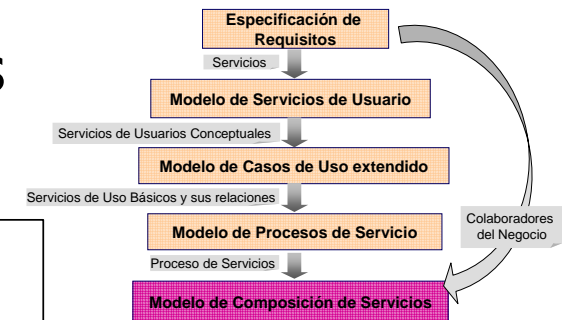 Especificación de
Requisitos
Servicios
s
Modelo de Servicios de Usuario
Servicios de Usuarios Conceptuales
Modelo de Casos de Uso extendido
Servicios de Uso Básicos y sus relaciones
Colaboradores
del Negocio
Modelo de Procesos de Servicio
Proceso de Servicios
Modelo de Composición de Servicios